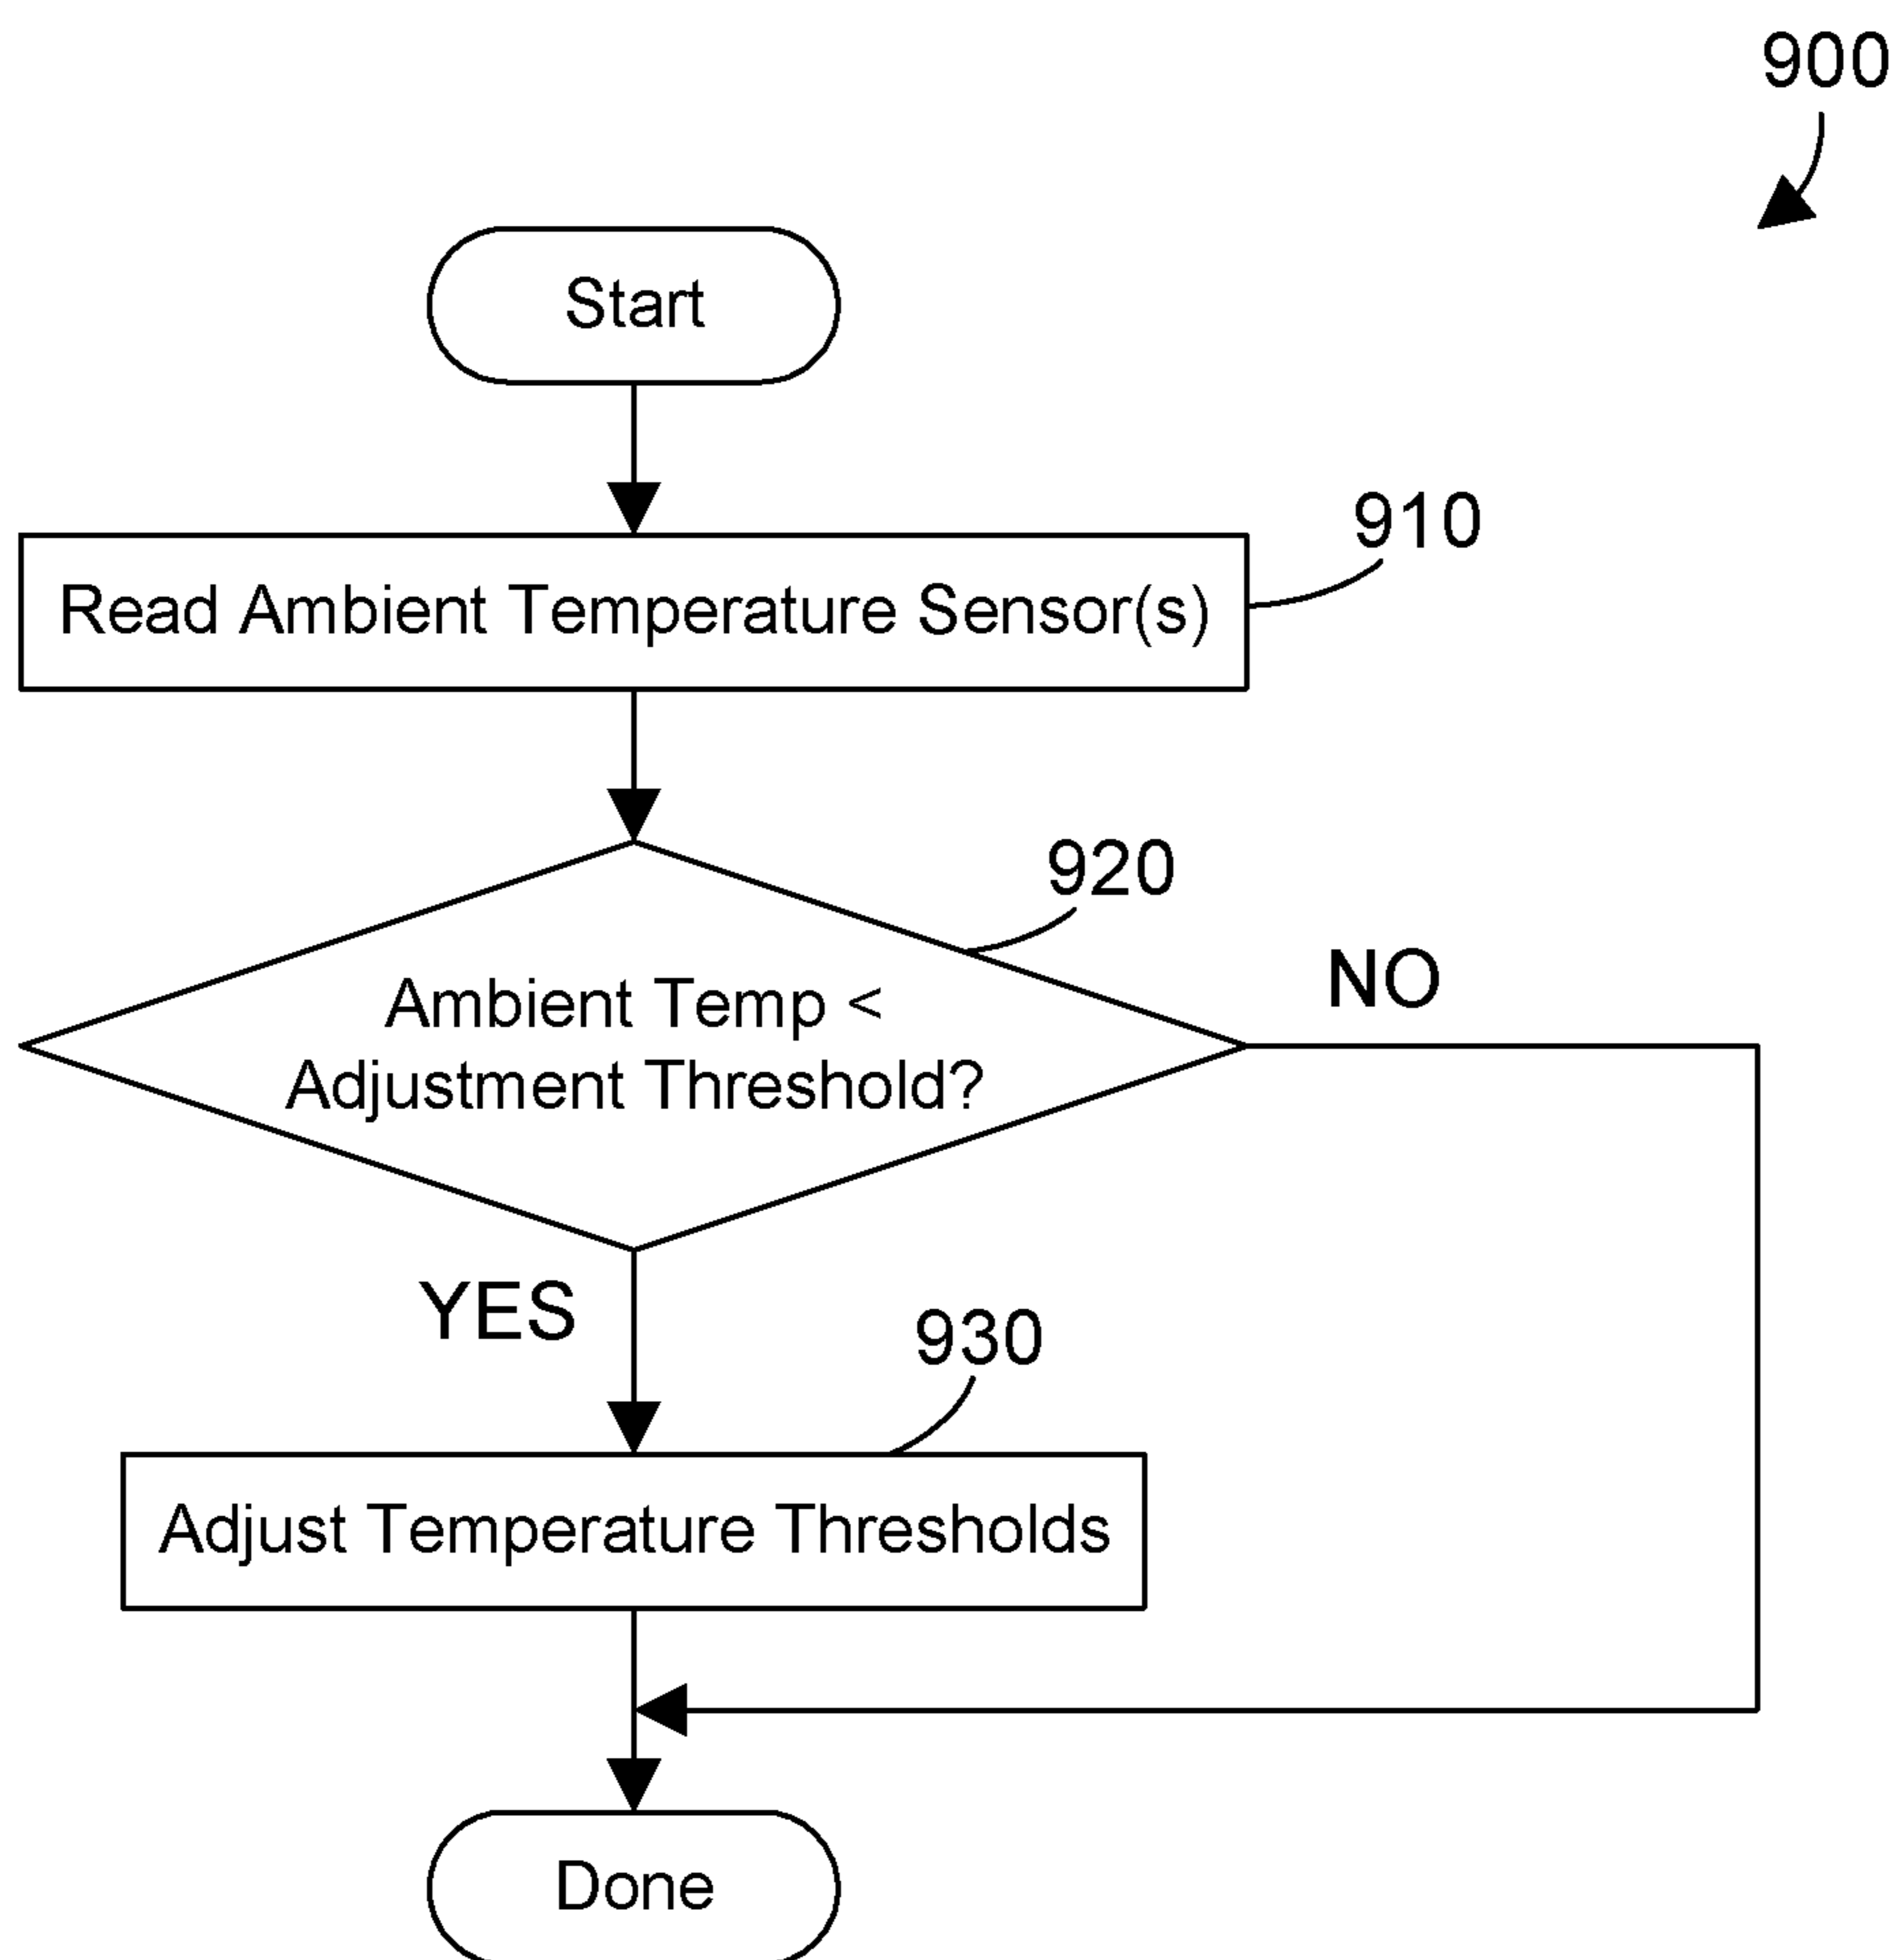 900
Start
910
Read Ambient Temperature Sensor(s)
920
Ambient Temp <
Adjustment Threshold?
NO
YES
930
Adjust Temperature Thresholds
Done